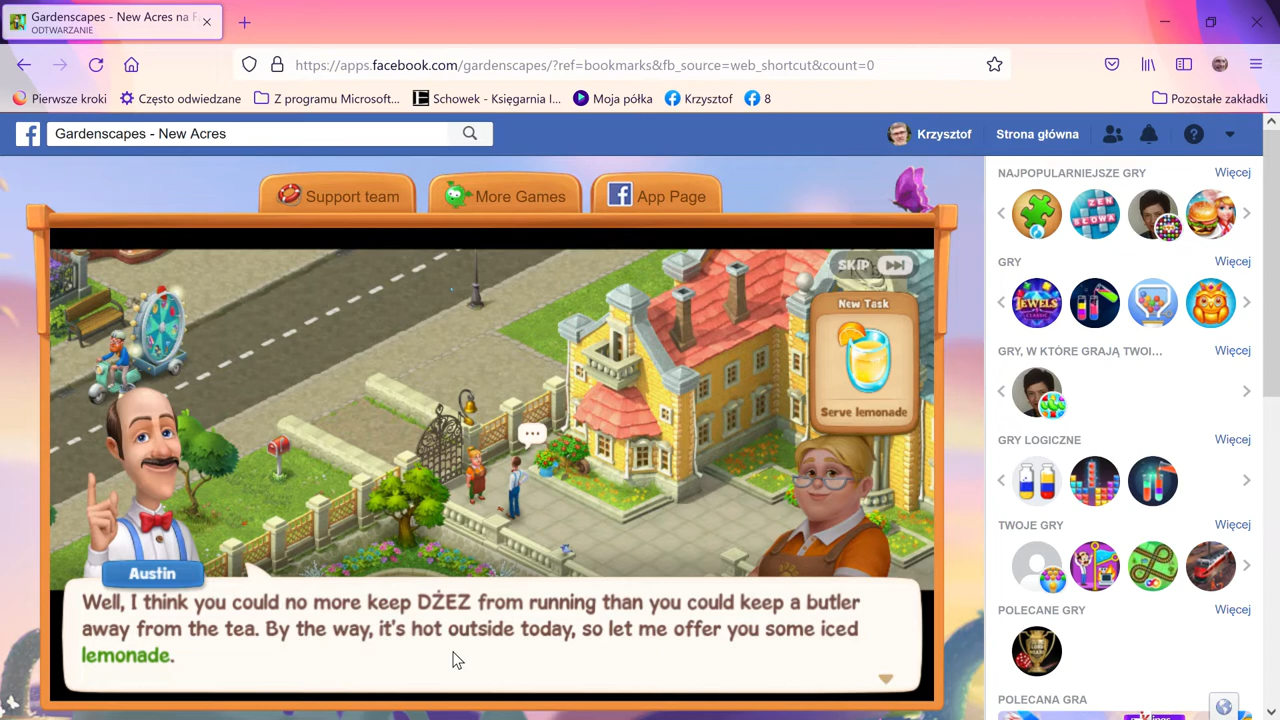 Gardenscapes - New Acres na F
ODTWARZANIE
https://apps.facebook.com/gardenscapes/?ref=bookmarks&fb_source=web_shortcut&count=0
Pierwsze kroki
Często odwiedzane
Z programu Microsoft...
Schowek - Księgarnia I...
Moja półka
Krzysztof
8
Pozostałe zakładki
Gardenscapes - New Acres
Krzysztof
Strona główna
Support team
More Games
App Page
SKIP
New Task
Serve lemonade
Austin
Well, I think you could no more keep DŻEZ from running than you could keep a butler
away from the tea. By the way, it's hot outside today, so let me offer you some iced
lemonade.
NAJPOPULARNIEJSZE GRY
Więcej
ZEN
SŁOWA
GRY
Więcej
JEWELS
CLASSIC
GRY, W KTÓRE GRAJĄ TWOI...
Więcej
GRY LOGICZNE
Więcej
TWOJE GRY
Więcej
POLECANE GRY
Więcej
POLECANA GRA